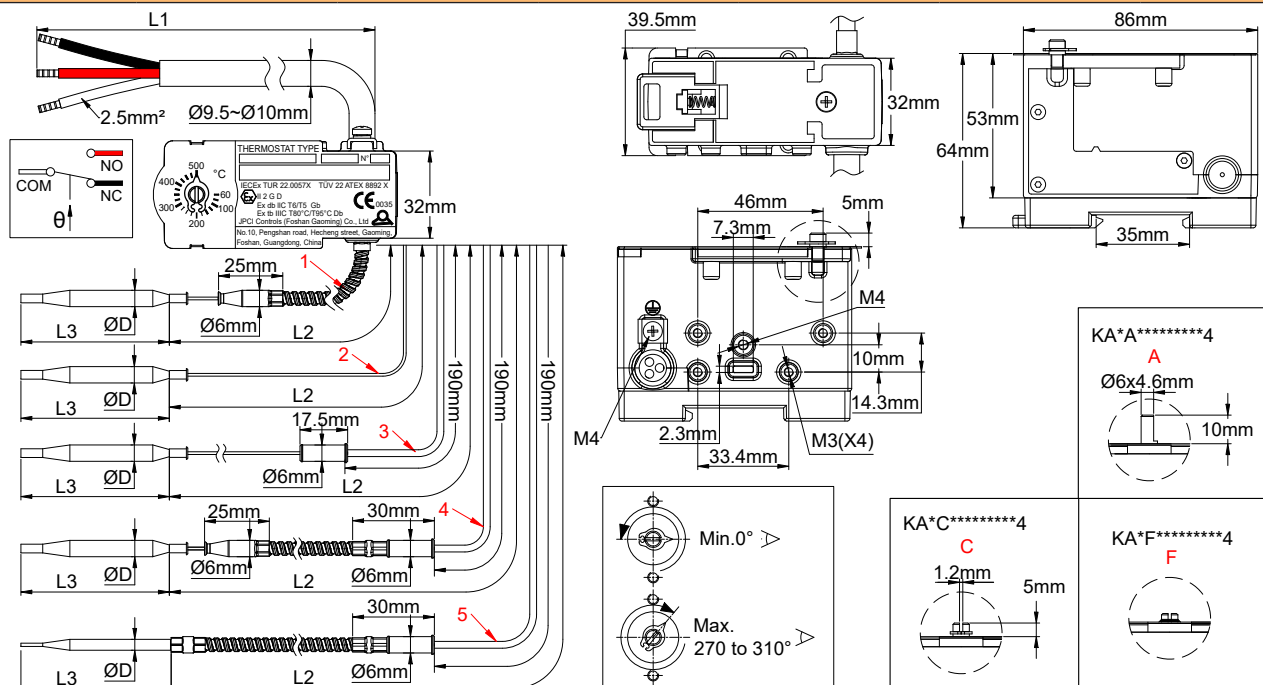 L1
2.5mm²
Ø9.5~Ø10mm
NO
COM
NC
θ
THERMOSTAT TYPE
N°
IECEx TUR 22.0057X TÜV 22 ATEX 8892 X
II 2 G D
Ex db IIC T6/T5 Gb
Ex tb IIIC T80°C/T95°C Db
CE 0035
JPCI Controls (Foshan Gaoming) Co., Ltd
No.10, Pengshan road, Hecheng street, Gaoming,
Foshan, Guangdong, China
°C
500
400
300
200
100
60
32mm
25mm
1
ØD
Ø6mm
L3
L2
2
ØD
L3
L2
17.5mm
3
ØD
Ø6mm
L3
L2
25mm
30mm
4
ØD
Ø6mm
Ø6mm
L3
L2
30mm
5
ØD
Ø6mm
L3
L2
190mm
190mm
190mm
39.5mm
32mm
86mm
53mm
64mm
35mm
46mm
7.3mm
5mm
M4
10mm
14.3mm
M4
2.3mm
33.4mm
M3(X4)
Min.0°
Max.
270 to 310°
KA*A*********4
A
Ø6x4.6mm
10mm
KA*C*********4
C
1.2mm
5mm
KA*F*********4
F